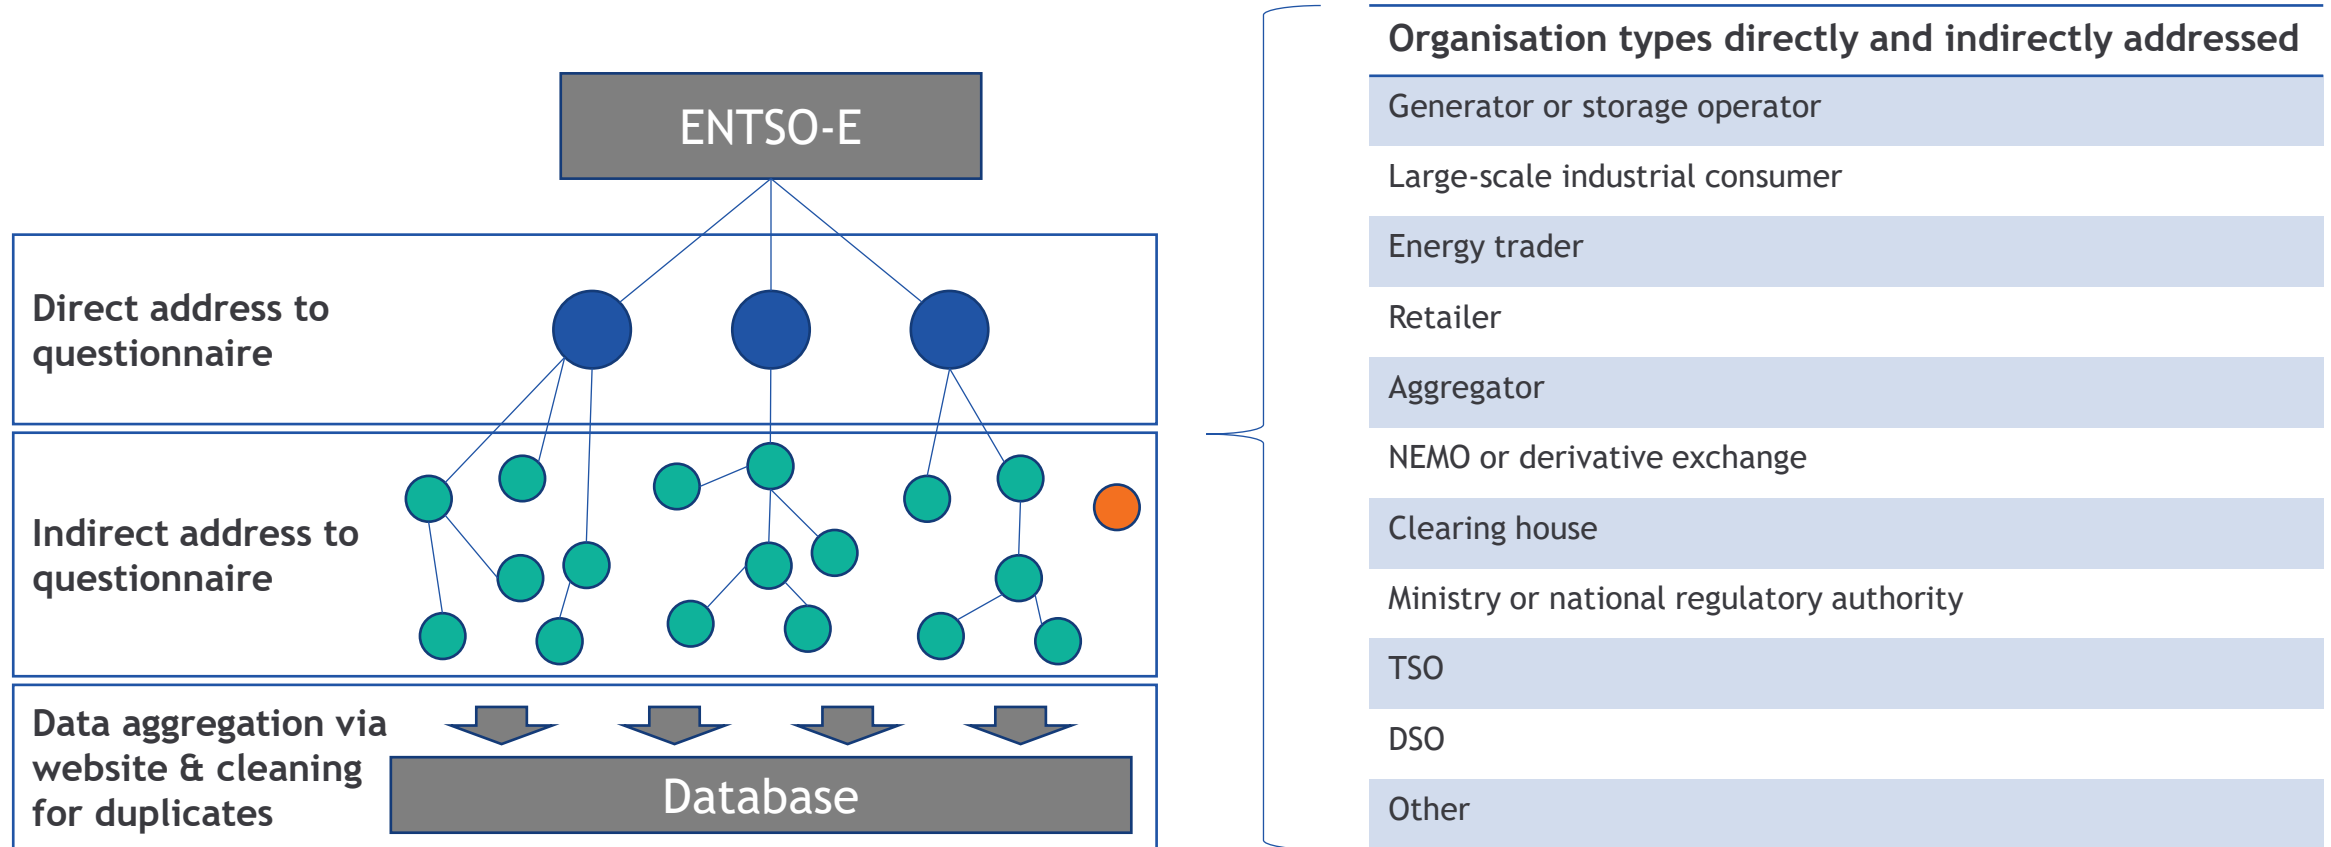 ENTSO-E
Direct address to
questionnaire
Indirect address to
questionnaire
Data aggregation via
website & cleaning
for duplicates
Database
Organisation types directly and indirectly addressed
Generator or storage operator
Large-scale industrial consumer
Energy trader
Retailer
Aggregator
NEMO or derivative exchange
Clearing house
Ministry or national regulatory authority
TSO
DSO
Other